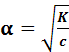 α = √(K/c)